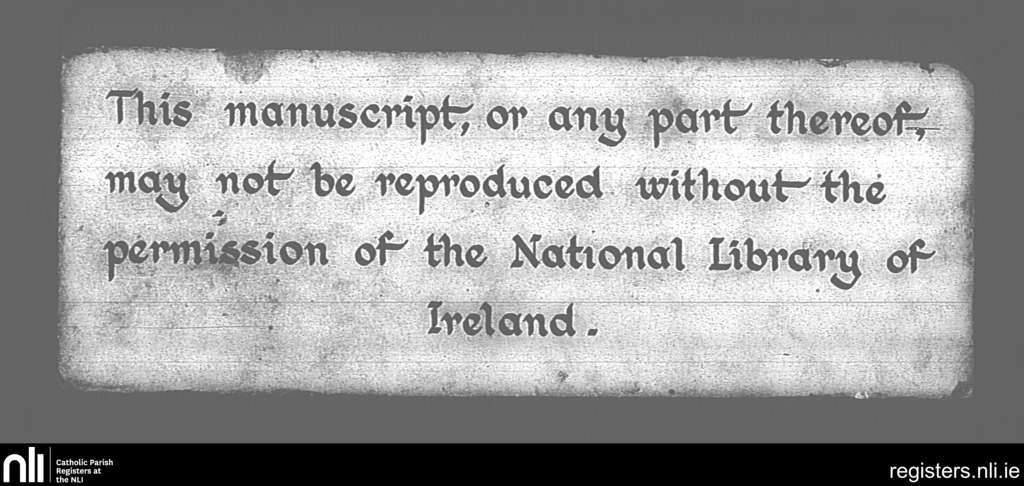 This manuscript, or any part thereof,
may not be reproduced without the
permission of the National Library of
Ireland.
nli
Catholic Parish
Registers at
the NLI
registers.nli.ie